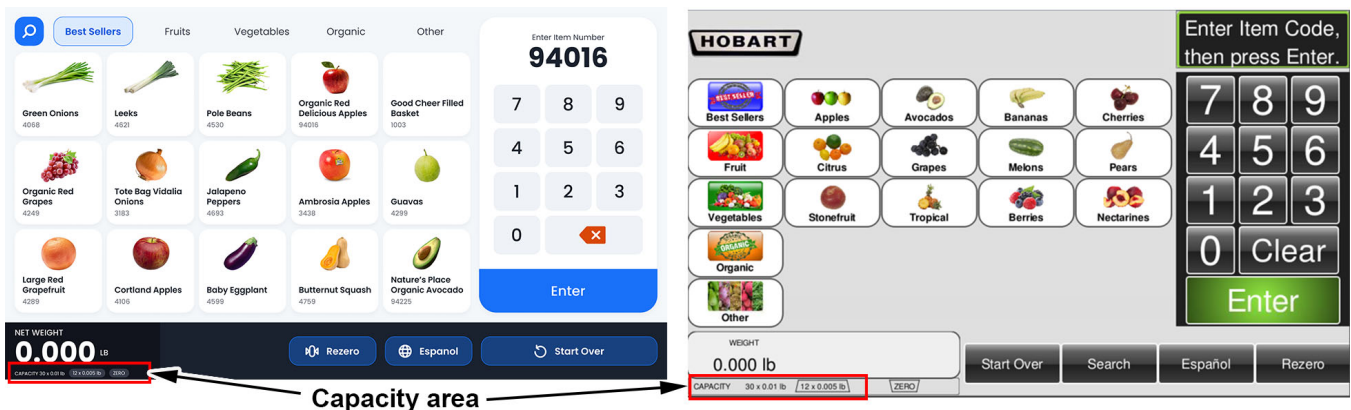 Best Sellers Fruits Vegetables Organic Other
Green Onions
4068
Leeks
4621
Pole Beans
4530
Organic Red
Delicious Apples
94016
Good Cheer Filled
Basket
1003
Organic Red
Grapes
4249
Tote Bag Vidalia
Onions
3183
Jalapeno
Peppers
4693
Ambrosia Apples
3438
Guavas
4299
Large Red
Grapefruit
4289
Cortland Apples
4106
Baby Eggplant
4599
Butternut Squash
4759
Nature's Place
Organic Avocado
94225
Enter Item Number
94016
7 8 9
4 5 6
1 2 3
0
Enter
NET WEIGHT
0.000 LB
CAPACITY 30 x 0.01 lb 12 x 0.005 lb ZERO
Rezero Espanol Start Over
HOBART
Enter Item Code,
then press Enter.
BEST SELLER
Best Sellers Apples Avocados Bananas Cherries
Fruit Citrus Grapes Melons Pears
Vegetables Stonefruit Tropical Berries Nectarines
ORGANIC
Organic
Other
7 8 9
4 5 6
1 2 3
0 Clear
Enter
WEIGHT
0.000 lb
CAPACITY 30 x 0.01 lb 12 x 0.005 lb ZERO
Start Over Search Español Rezero
Capacity area